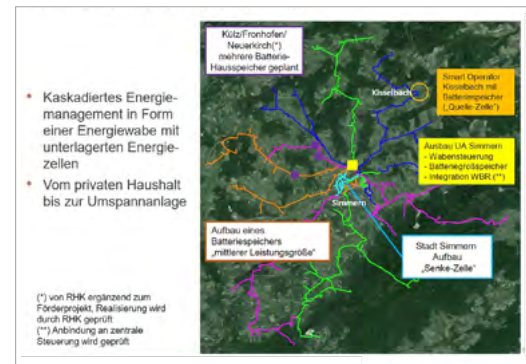 • Kaskadiertes Energie-
management in Form
einer Energiewabe mit
unterlagerten Energie-
zellen
• Vom privaten Haushalt
bis zur Umspannanlage
(*) von RHK ergänzend zum
Förderprojekt, Realisierung wird
durch RHK geprüft
(**) Anbindung an zentrale
Steuerung wird geprüft
Külz/Fronhofen/
Neuerkirch(*)
mehrere Batterie-
Hausspeicher geplant
Kisselbach
Smart Operator
Kisselbach mit
Batteriespeicher
(„Quelle-Zelle")
Ausbau UA Simmern
- Wabensteuerung
- Batteriegroßspeicher
- Integration WBR (**)
Simmern
Aufbau eines
Batteriespeichers
„mittlerer Leistungsgröße"
Stadt Simmern
Aufbau
„Senke-Zelle"